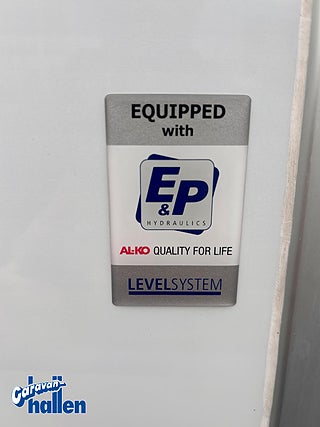 EQUIPPED
with
E&P
HYDRAULICS
AL-KO QUALITY FOR LIFE
LEVELSYSTEM
Caravan-
hallen